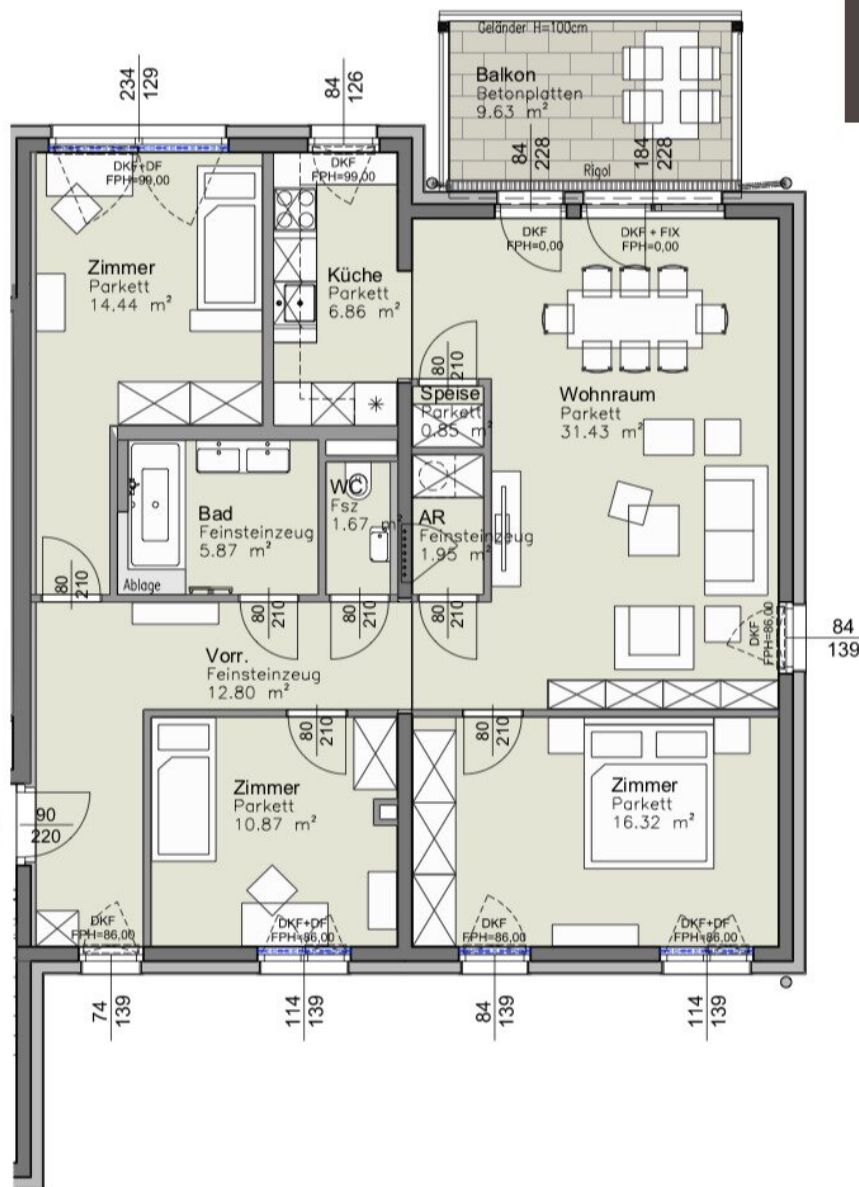 Geländer H=100cm
Balkon
Betonplatten
9.63 m²
234
129
84
126
84
228
184
228
Rigol
DKF+DF
FPH=99,00
DKF
FPH=99,00
DKF
FPH=0,00
DKF + FIX
FPH=0,00
Zimmer
Parkett
14.44 m²
Küche
Parkett
6.86 m²
80
210
Speise
Parkett
0.85 m²
Wohnraum
Parkett
31.43 m²
Bad
Feinsteinzeug
5.87 m²
WC
Fsz
1.67 m²
AR
Feinsteinzeug
1.95 m²
Ablage
80
210
80
210
80
210
80
210
DKF
FPH=86,00
84
139
Vorr.
Feinsteinzeug
12.80 m²
80
210
80
210
Zimmer
Parkett
10.87 m²
Zimmer
Parkett
16.32 m²
90
220
DKF
FPH=86,00
DKF+DF
FPH=86,00
DKF
FPH=86,00
DKF+DF
FPH=86,00
74
139
114
139
84
139
114
139